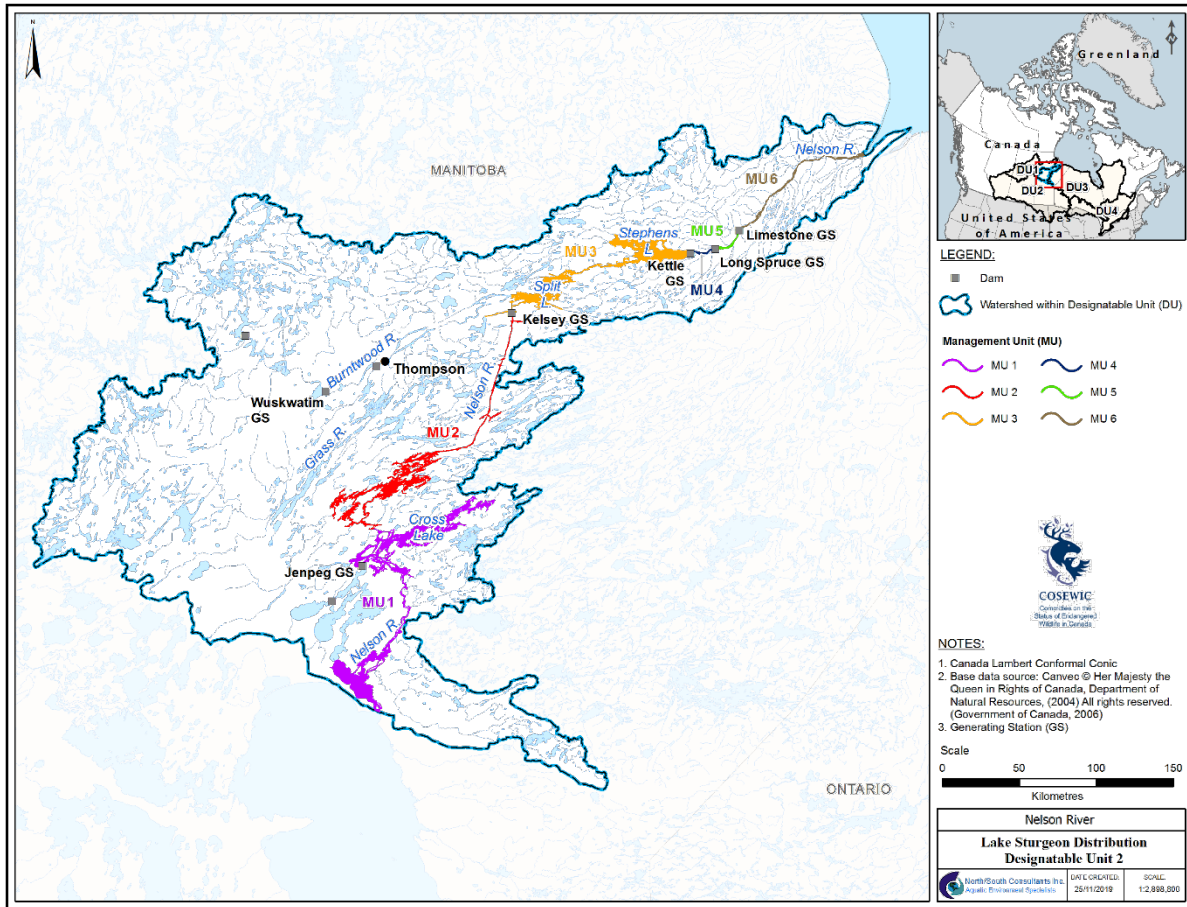 N
MANITOBA
Nelson R.
MU6
Stephens
L.
MU5
Limestone GS
MU3
Long Spruce GS
Kettle
GS
MU4
Split
L.
Kelsey GS
Burntwood R.
Thompson
Nelson R.
Wuskwatim
GS
Grass R.
MU2
Cross
Lake
Jenpeg GS
MU1
Nelson R.
ONTARIO
N
Greenland
Canada
DU1
DU2
DU3
DU4
United States
of America
LEGEND:
Dam
Watershed within Designatable Unit (DU)
Management Unit (MU)
MU 1
MU 4
MU 2
MU 5
MU 3
MU 6
COSEWIC
Committee on the
Status of Endangered
Wildlife in Canada
NOTES:
1. Canada Lambert Conformal Conic
2. Base data source: Canvec © Her Majesty the
Queen in Rights of Canada, Department of
Natural Resources, (2004) All rights reserved.
(Government of Canada, 2006)
3. Generating Station (GS)
Scale
0 50 100 150
Kilometres
Nelson River
Lake Sturgeon Distribution
Designatable Unit 2
North/South Consultants Inc.
Aquatic Environment Specialists
DATE CREATED:
25/11/2019
SCALE:
1:2,898,800